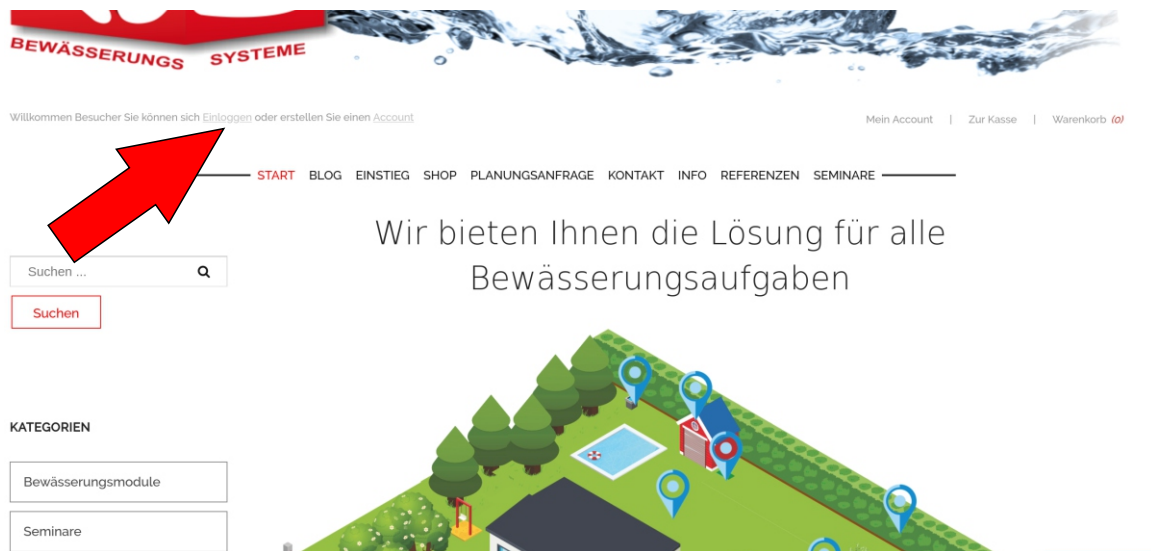 BEWÄSSERUNGS SYSTEME
Willkommen Besucher Sie können sich Einloggen oder erstellen Sie einen Account
Mein Account | Zur Kasse | Warenkorb (0)
START BLOG EINSTIEG SHOP PLANUNGSANFRAGE KONTAKT INFO REFERENZEN SEMINARE
Wir bieten Ihnen die Lösung für alle
Bewässerungsaufgaben
Suchen ...
Suchen
KATEGORIEN
Bewässerungsmodule
Seminare